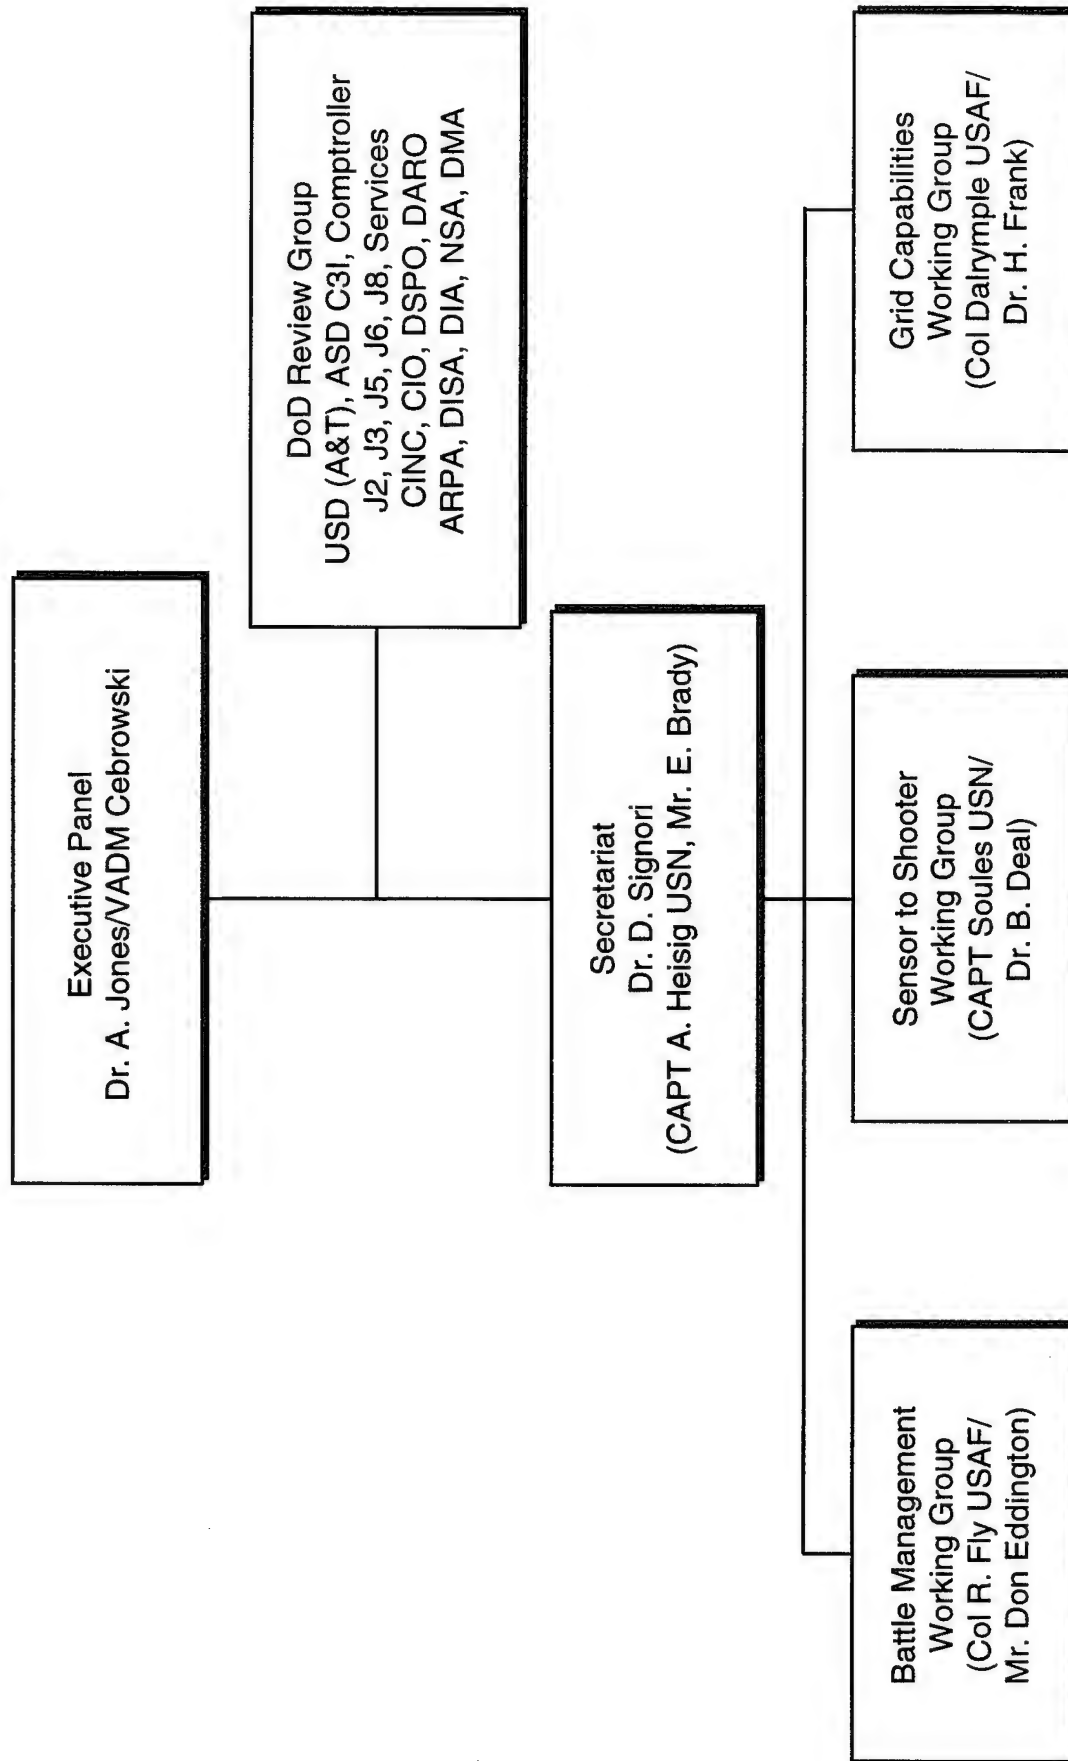 Executive Panel
Dr. A. Jones/VADM Cebrowski
DoD Review Group
USD (A&T), ASD C3I, Comptroller
J2, J3, J5, J6, J8, Services
CINC, CIO, DSPO, DARO
ARPA, DISA, DIA, NSA, DMA
Secretariat
Dr. D. Signori
(CAPT A. Heisig USN, Mr. E. Brady)
Battle Management
Working Group
(Col R. Fly USAF/
Mr. Don Eddington)
Sensor to Shooter
Working Group
(CAPT Soules USN/
Dr. B. Deal)
Grid Capabilities
Working Group
(Col Dalrymple USAF/
Dr. H. Frank)